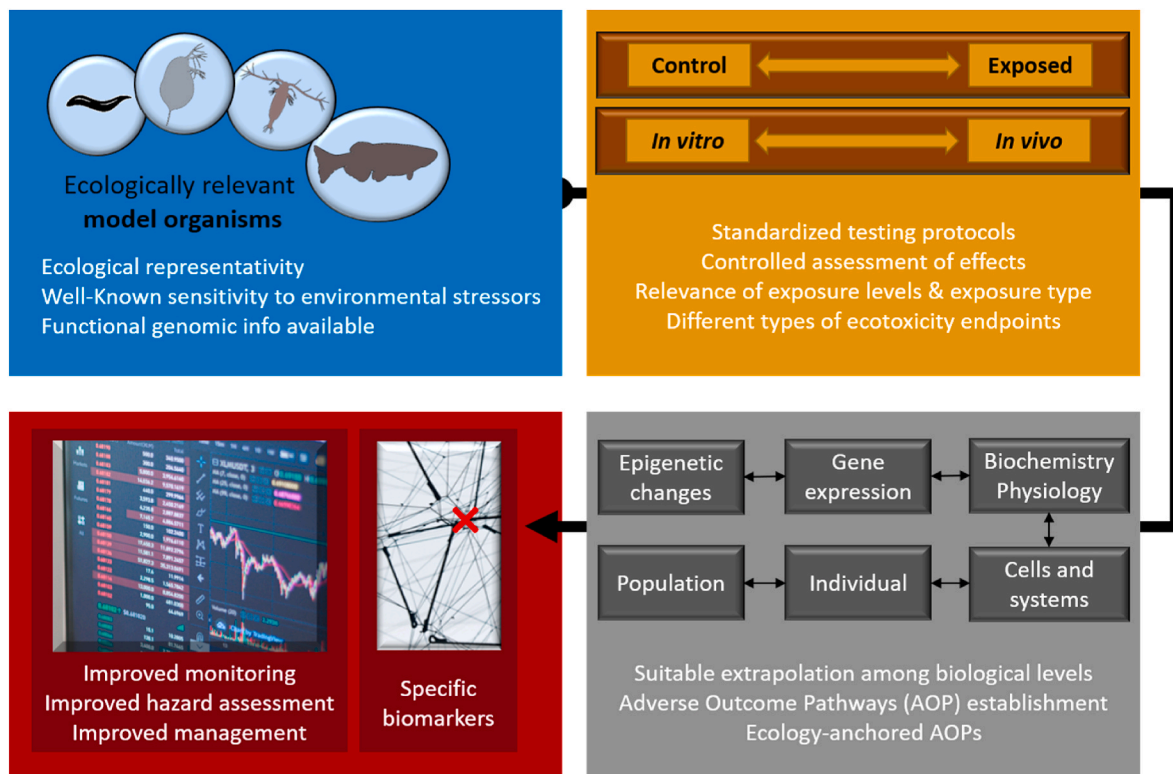 Ecologically relevant
model organisms
Ecological representativity
Well-Known sensitivity to environmental stressors
Functional genomic info available
Control
Exposed
In vitro
In vivo
Standardized testing protocols
Controlled assessment of effects
Relevance of exposure levels & exposure type
Different types of ecotoxicity endpoints
Epigenetic
changes
Gene
expression
Biochemistry
Physiology
Population
Individual
Cells and
systems
Suitable extrapolation among biological levels
Adverse Outcome Pathways (AOP) establishment
Ecology-anchored AOPs
Improved monitoring
Improved hazard assessment
Improved management
Specific
biomarkers